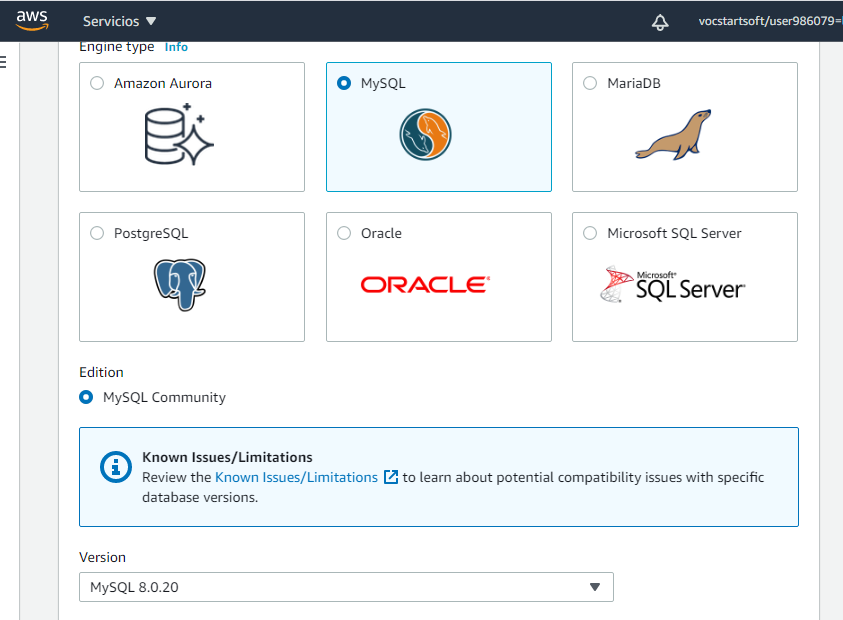 aws
Servicios
vocstartsoft/user986079=
Engine type Info
Amazon Aurora
MySQL
MariaDB
PostgreSQL
Oracle
Microsoft SQL Server
ORACLE
Microsoft
SQL Server
Edition
MySQL Community
Known Issues/Limitations
Review the Known Issues/Limitations to learn about potential compatibility issues with specific
database versions.
Version
MySQL 8.0.20